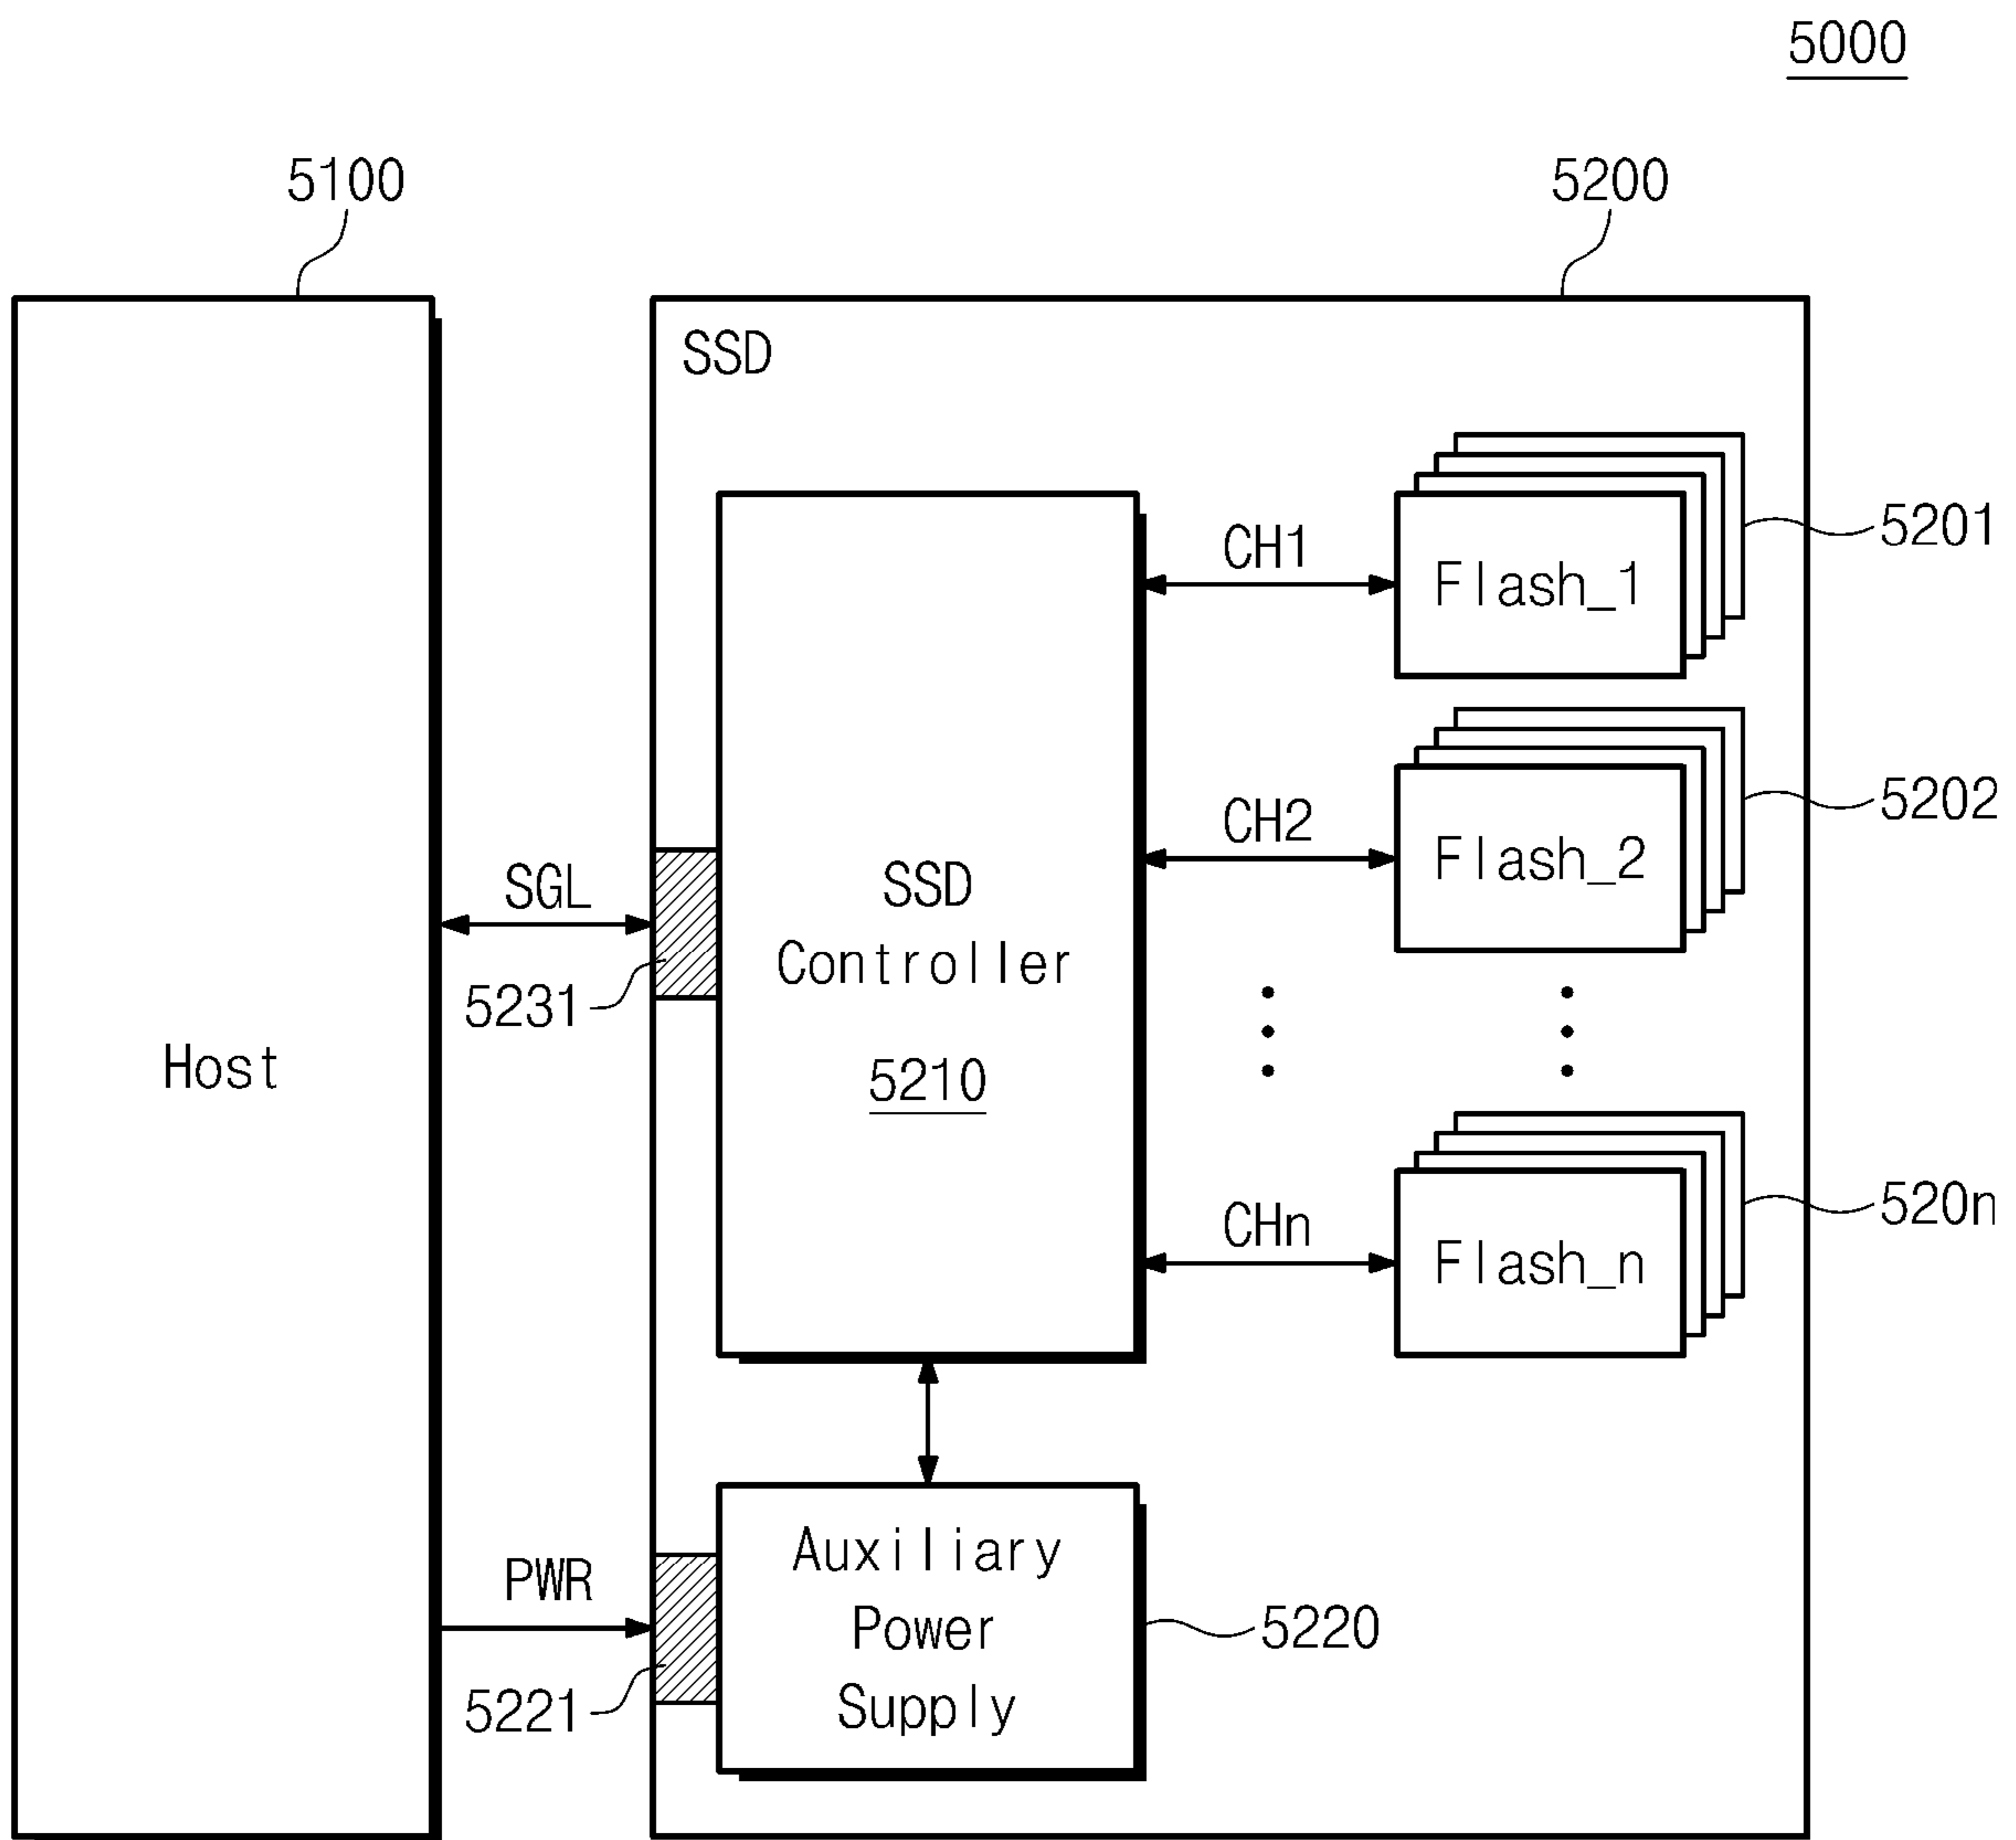 5000
5100
5200
SSD
CH1
Flash_1
5201
CH2
Flash_2
5202
SGL
5231
SSD
Controller
5210
Host
CHn
Flash_n
520n
PWR
5221
Auxiliary
Power
Supply
5220